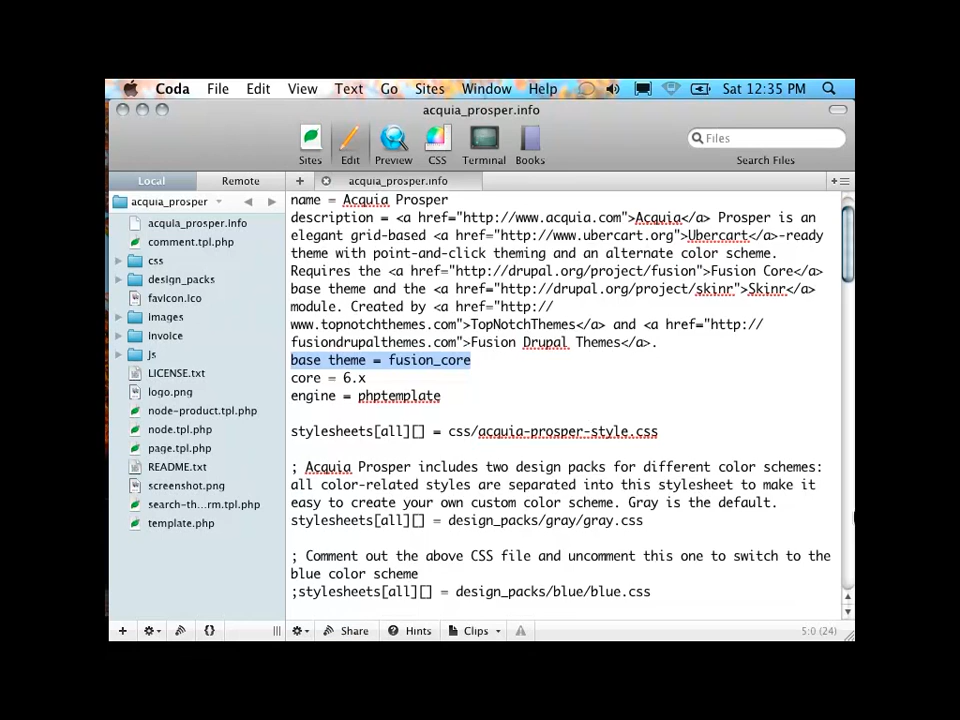 Coda File Edit View Text Go Sites Window Help Sat 12:35 PM
acquia_prosper.info
Files
Sites Edit Preview CSS Terminal Books Search Files
Local Remote + acquia_prosper.info
acquia_prosper
acquia_prosper.info
comment.tpl.php
css
design_packs
favicon.ico
images
invoice
js
LICENSE.txt
logo.png
node-product.tpl.php
node.tpl.php
page.tpl.php
README.txt
screenshot.png
search-th...rm.tpl.php
template.php
name = Acquia Prosper
description = <a href="http://www.acquia.com">Acquia</a> Prosper is an
elegant grid-based <a href="http://www.ubercart.org">Ubercart</a>-ready
theme with point-and-click theming and an alternate color scheme.
Requires the <a href="http://drupal.org/project/fusion">Fusion Core</a>
base theme and the <a href="http://drupal.org/project/skinr">Skinr</a>
module. Created by <a href="http://
www.topnotchthemes.com">TopNotchThemes</a> and <a href="http://
fusiondrupalthemes.com">Fusion Drupal Themes</a>.
base theme = fusion_core
core = 6.x
engine = phptemplate
stylesheets[all][] = css/acquia-prosper-style.css
; Acquia Prosper includes two design packs for different color schemes:
all color-related styles are separated into this stylesheet to make it
easy to create your own custom color scheme. Gray is the default.
stylesheets[all][] = design_packs/gray/gray.css
; Comment out the above CSS file and uncomment this one to switch to the
blue color scheme
;stylesheets[all][] = design_packs/blue/blue.css
Share Hints Clips 5:0 (24)